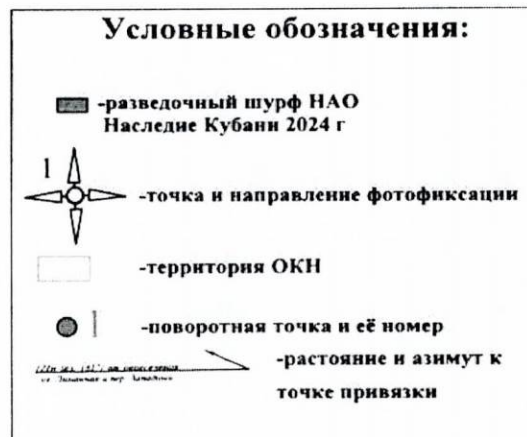 Условные обозначения:
-разведочный шурф НАО
Наследие Кубани 2024 г
1
-точка и направление фотофиксации
-территория ОКН
1 -поворотная точка и её номер
-растояние и азимут к
точке привязки